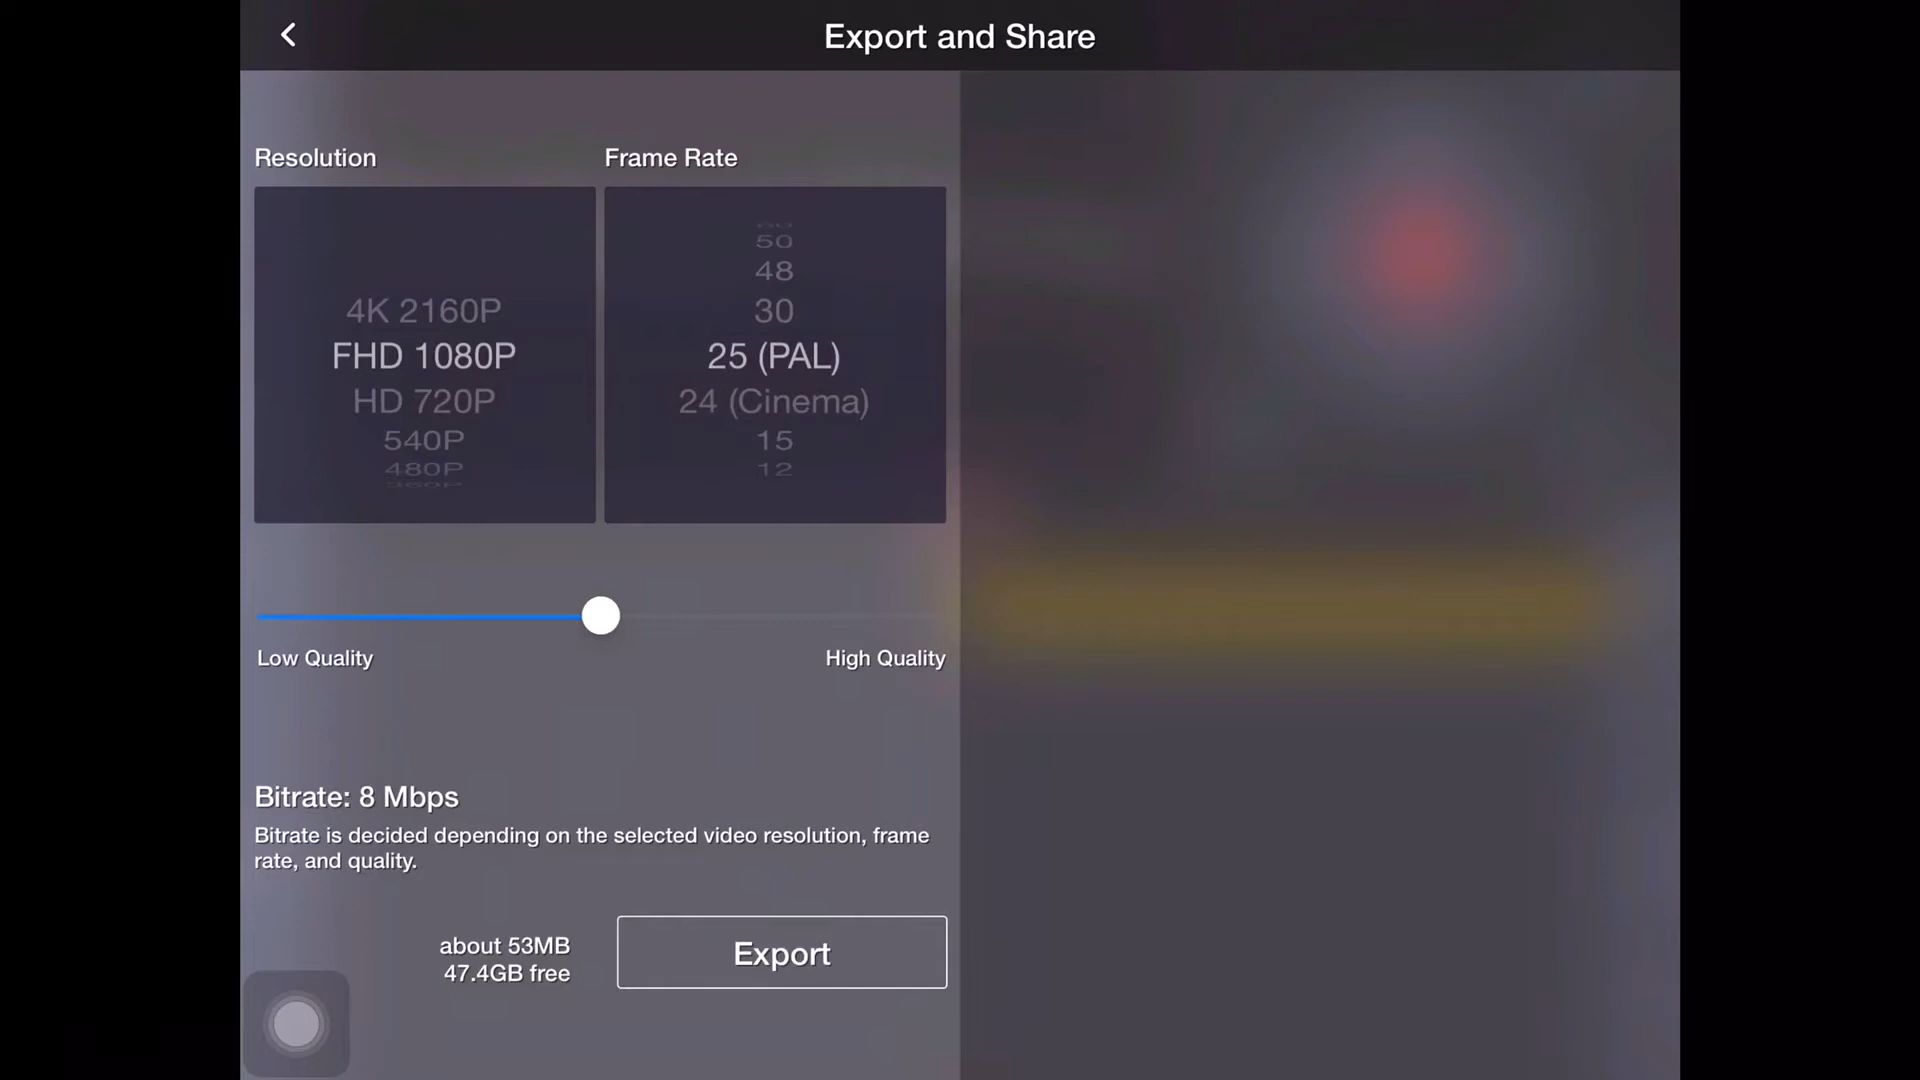 Export and Share
Resolution
Frame Rate
4K 2160P
FHD 1080P
HD 720P
540P
480P
360P
60
50
48
30
25 (PAL)
24 (Cinema)
15
12
Low Quality
High Quality
Bitrate: 8 Mbps
Bitrate is decided depending on the selected video resolution, frame
rate, and quality.
about 53MB
47.4GB free
Export